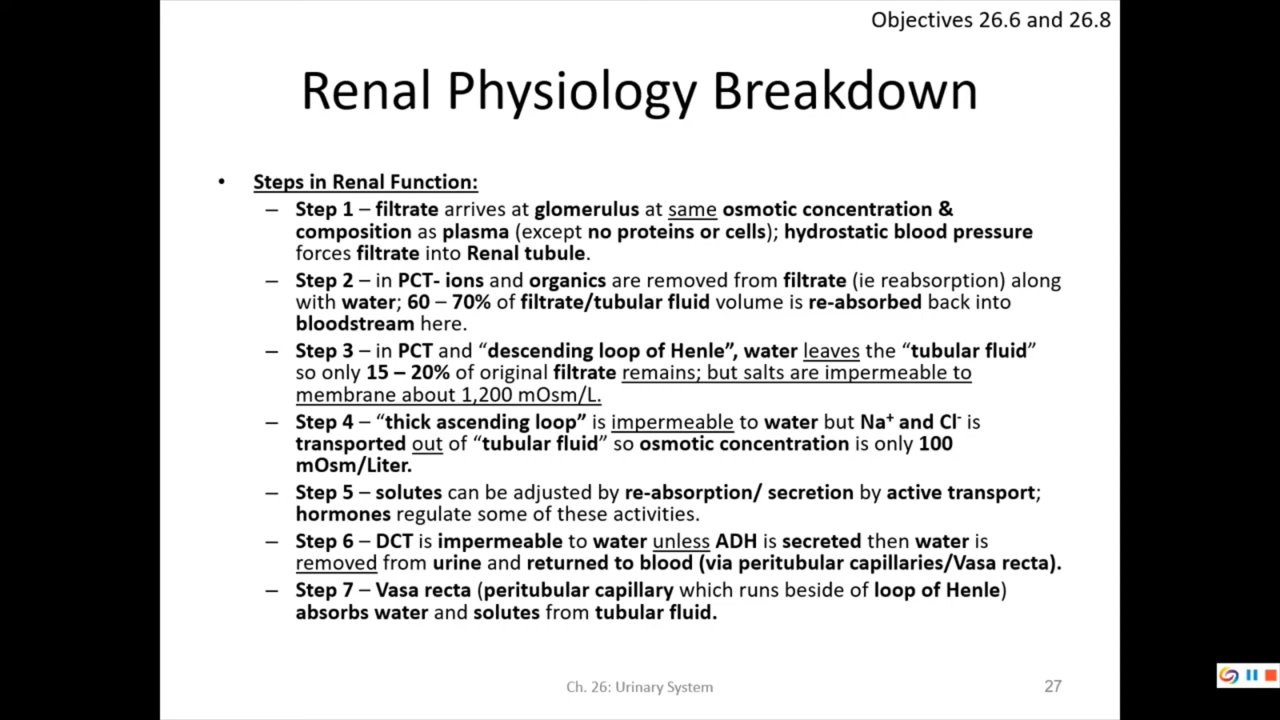 Objectives 26.6 and 26.8
Renal Physiology Breakdown
• Steps in Renal Function:
– Step 1 – filtrate arrives at glomerulus at same osmotic concentration &
composition as plasma (except no proteins or cells); hydrostatic blood pressure
forces filtrate into Renal tubule.
– Step 2 – in PCT- ions and organics are removed from filtrate (ie reabsorption) along
with water; 60 – 70% of filtrate/tubular fluid volume is re-absorbed back into
bloodstream here.
– Step 3 – in PCT and “descending loop of Henle”, water leaves the “tubular fluid”
so only 15 – 20% of original filtrate remains; but salts are impermeable to
membrane about 1,200 mOsm/L.
– Step 4 – “thick ascending loop” is impermeable to water but Na⁺ and Cl⁻ is
transported out of “tubular fluid” so osmotic concentration is only 100
mOsm/Liter.
– Step 5 – solutes can be adjusted by re-absorption/ secretion by active transport;
hormones regulate some of these activities.
– Step 6 – DCT is impermeable to water unless ADH is secreted then water is
removed from urine and returned to blood (via peritubular capillaries/Vasa recta).
– Step 7 – Vasa recta (peritubular capillary which runs beside of loop of Henle)
absorbs water and solutes from tubular fluid.
Ch. 26: Urinary System
27